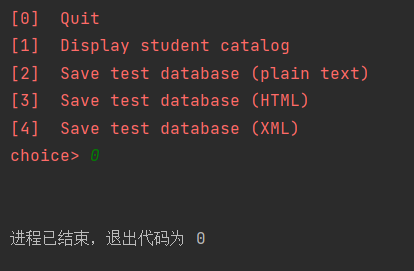 [0]  Quit
[1]  Display student catalog
[2]  Save test database (plain text)
[3]  Save test database (HTML)
[4]  Save test database (XML)
choice> 0
进程已结束，退出代码为 0